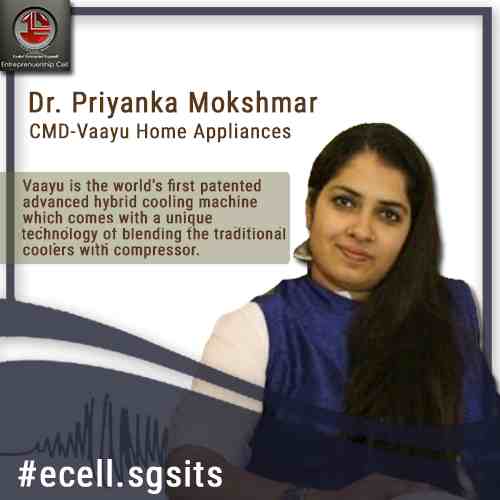 Entrepreneurship Cell
Dr. Priyanka Mokshmar
CMD-Vaayu Home Appliances
Vaayu is the world's first patented
advanced hybrid cooling machine
which comes with a unique
technology of blending the traditional
coolers with compressor.
#ecell.sgsits